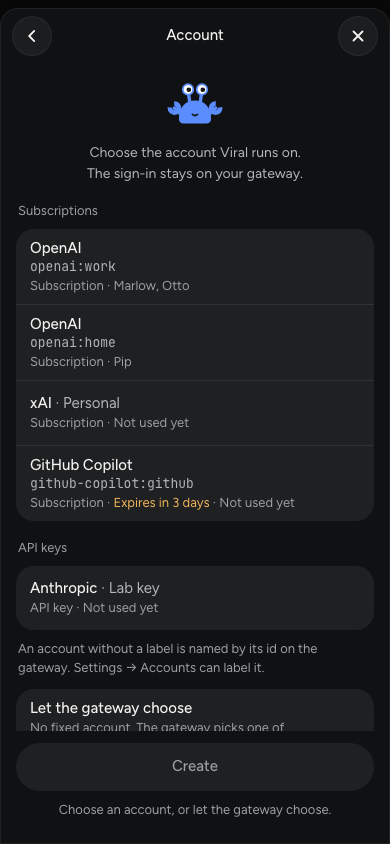 Account
Choose the account Viral runs on.
The sign-in stays on your gateway.
Subscriptions
OpenAI
openai:work
Subscription · Marlow, Otto
OpenAI
openai:home
Subscription · Pip
xAI · Personal
Subscription · Not used yet
GitHub Copilot
github-copilot:github
Subscription · Expires in 3 days · Not used yet
API keys
Anthropic · Lab key
API key · Not used yet
An account without a label is named by its id on the
gateway. Settings → Accounts can label it.
Let the gateway choose
No fixed account. The gateway picks one of
Create
Choose an account, or let the gateway choose.